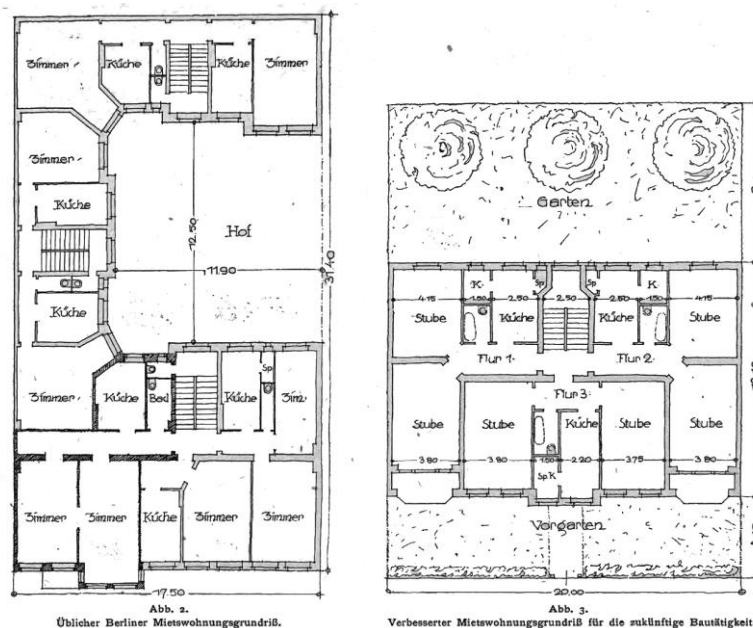 Zimmer
Küche
Küche
Zimmer
Zimmer
Küche
Hof
12.50
11.90
31.40
Küche
Zimmer
Küche
Bad
Küche
Sp
Zim.
Zimmer
Zimmer
Küche
Zimmer
Zimmer
17.50
Abb. 2.
Üblicher Berliner Mietswohnungsgrundriß.
Garten
K.
Sp
Sp
K.
4.75
1.50
2.50
2.50
2.50
1.50
4.75
Stube
Küche
Küche
Stube
Flur 1.
Flur 2.
Flur 3.
Stube
Stube
Küche
Stube
Stube
3.80
3.80
1.50
2.20
3.75
3.80
Sp.K
Vorgarten
20.00
Abb. 3.
Verbesserter Mietswohnungsgrundriß für die zukünftige Bautätigkeit